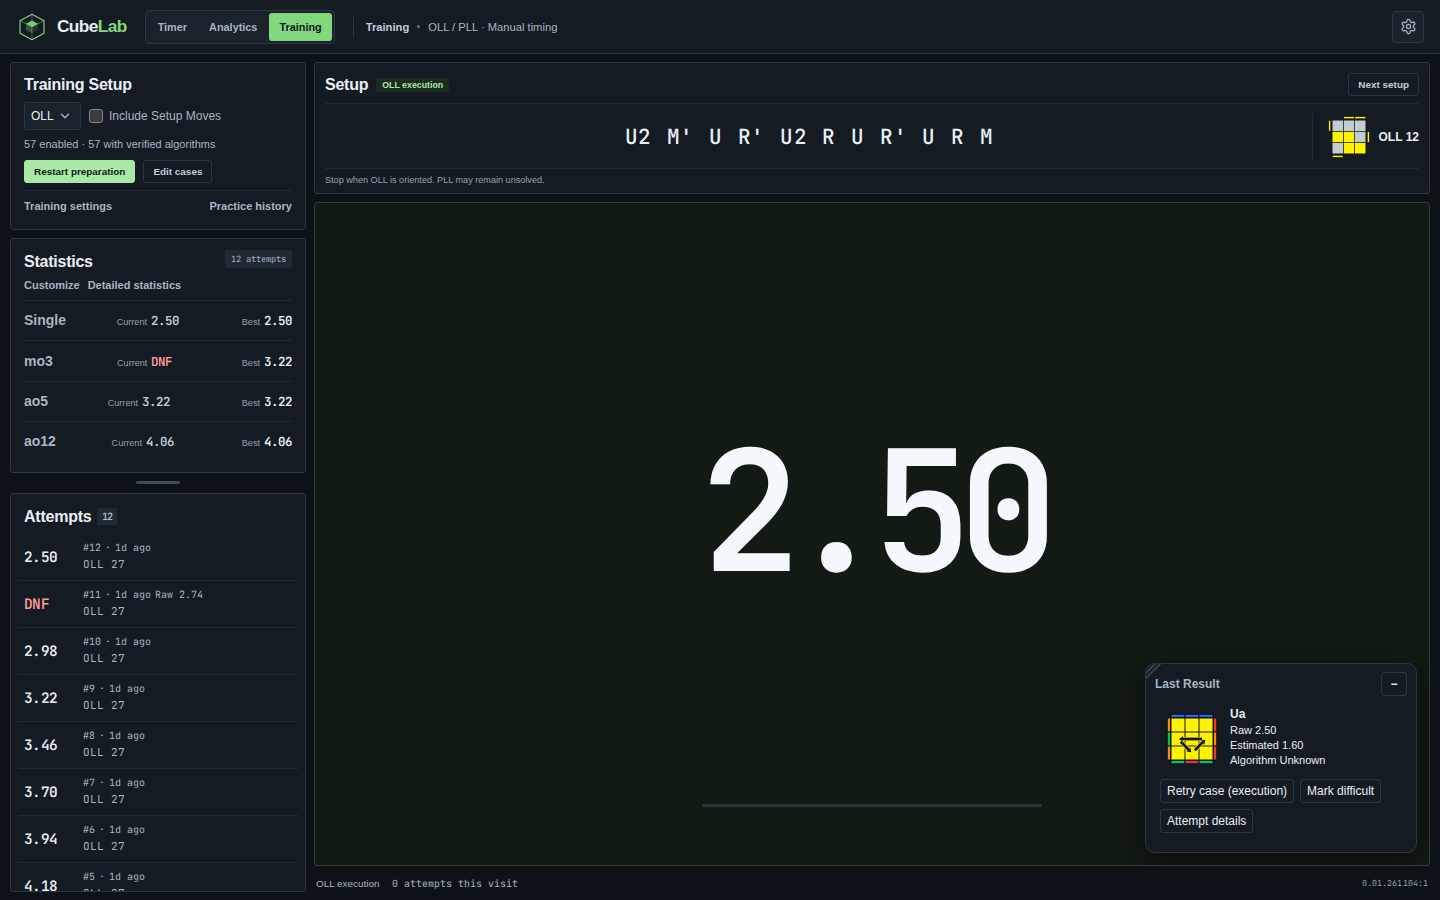 CubeLab
Timer
Analytics
Training
Training • OLL / PLL · Manual timing
Training Setup
OLL
Include Setup Moves
57 enabled · 57 with verified algorithms
Restart preparation
Edit cases
Training settings
Practice history
Statistics
12 attempts
Customize
Detailed statistics
Single Current 2.50 Best 2.50
mo3 Current DNF Best 3.22
ao5 Current 3.22 Best 3.22
ao12 Current 4.06 Best 4.06
Attempts 12
2.50 #12 · 1d ago
OLL 27
DNF #11 · 1d ago Raw 2.74
OLL 27
2.98 #10 · 1d ago
OLL 27
3.22 #9 · 1d ago
OLL 27
3.46 #8 · 1d ago
OLL 27
3.70 #7 · 1d ago
OLL 27
3.94 #6 · 1d ago
OLL 27
4.18 #5 · 1d ago
OLL 27
Setup OLL execution
Next setup
U2 M' U R' U2 R U R' U R M
OLL 12
Stop when OLL is oriented. PLL may remain unsolved.
2.50
Last Result
Ua
Raw 2.50
Estimated 1.60
Algorithm Unknown
Retry case (execution)
Mark difficult
Attempt details
OLL execution 0 attempts this visit
0.01.261104:1